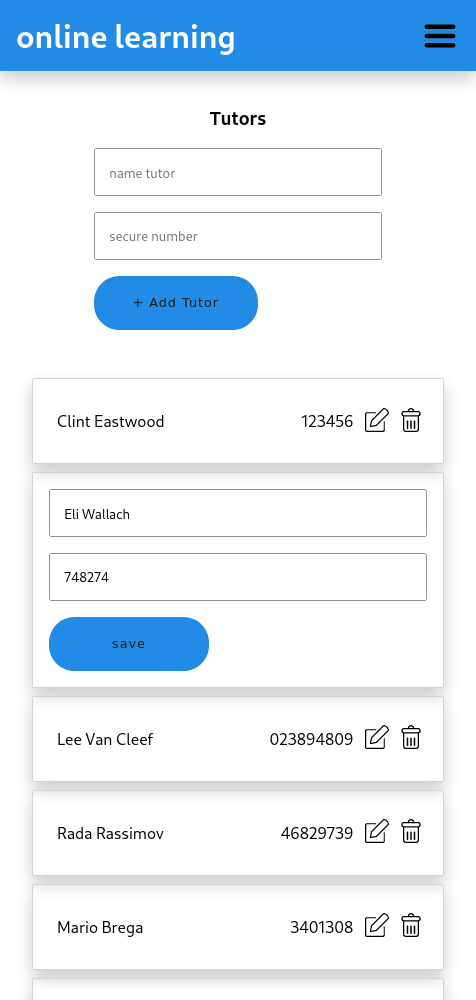 online learning
Tutors
name tutor
secure number
+ Add Tutor
Clint Eastwood 123456
Eli Wallach
748274
save
Lee Van Cleef 023894809
Rada Rassimov 46829739
Mario Brega 3401308